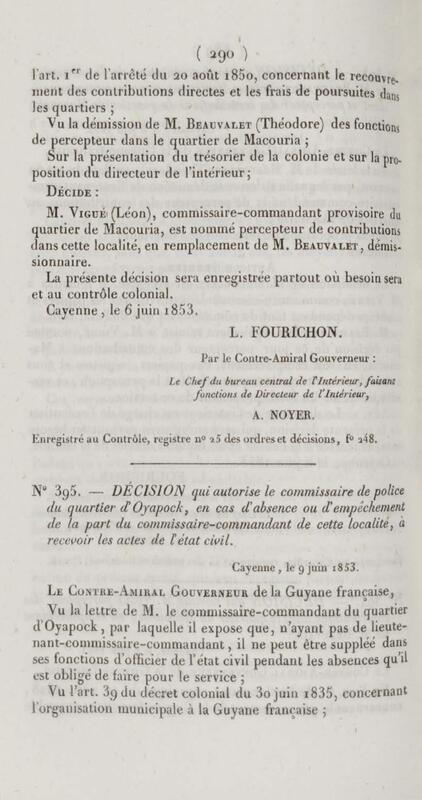 ( 290 )
l'art. 1er de l'arrêté du 20 août 1850, concernant le recouvre-
ment des contributions directes et les frais de poursuites dans
les quartiers ;
Vu la démission de M. BEAUVALET (Théodore) des fonctions
de percepteur dans le quartier de Macouria ;
Sur la présentation du trésorier de la colonie et sur la pro-
position du directeur de l'intérieur;
DÉCIDE :
M. VIGUÉ (Léon), commissaire-commandant provisoire du
quartier de Macouria, est nommé percepteur de contributions
dans cette localité, en remplacement de M. BEAUVALET, démis-
sionnaire.
La présente décision sera enregistrée partout où besoin sera
et au contrôle colonial.
Cayenne, le 6 juin 1853.
L. FOURICHON.
Par le Contre-Amiral Gouverneur :
Le Chef du bureau central de l'Intérieur, faisant
fonctions de Directeur de l'Intérieur,
A. NOYER.
Enregistré au Contrôle, registre no 25 des ordres et décisions, fo 248.
No 395. — DÉCISION qui autorise le commissaire de police
du quartier d'Oyapock, en cas d'absence ou d'empêchement
de la part du commissaire-commandant de cette localité, à
recevoir les actes de l'état civil.
Cayenne, le 9 juin 1853.
LE CONTRE-AMIRAL GOUVERNEUR de la Guyane française,
Vu la lettre de M. le commissaire-commandant du quartier
d'Oyapock, par laquelle il expose que, n'ayant pas de lieute-
nant-commissaire-commandant, il ne peut être suppléé dans
ses fonctions d'officier de l'état civil pendant les absences qu'il
est obligé de faire pour le service ;
Vu l'art. 39 du décret colonial du 30 juin 1835, concernant
l'organisation municipale à la Guyane française ;